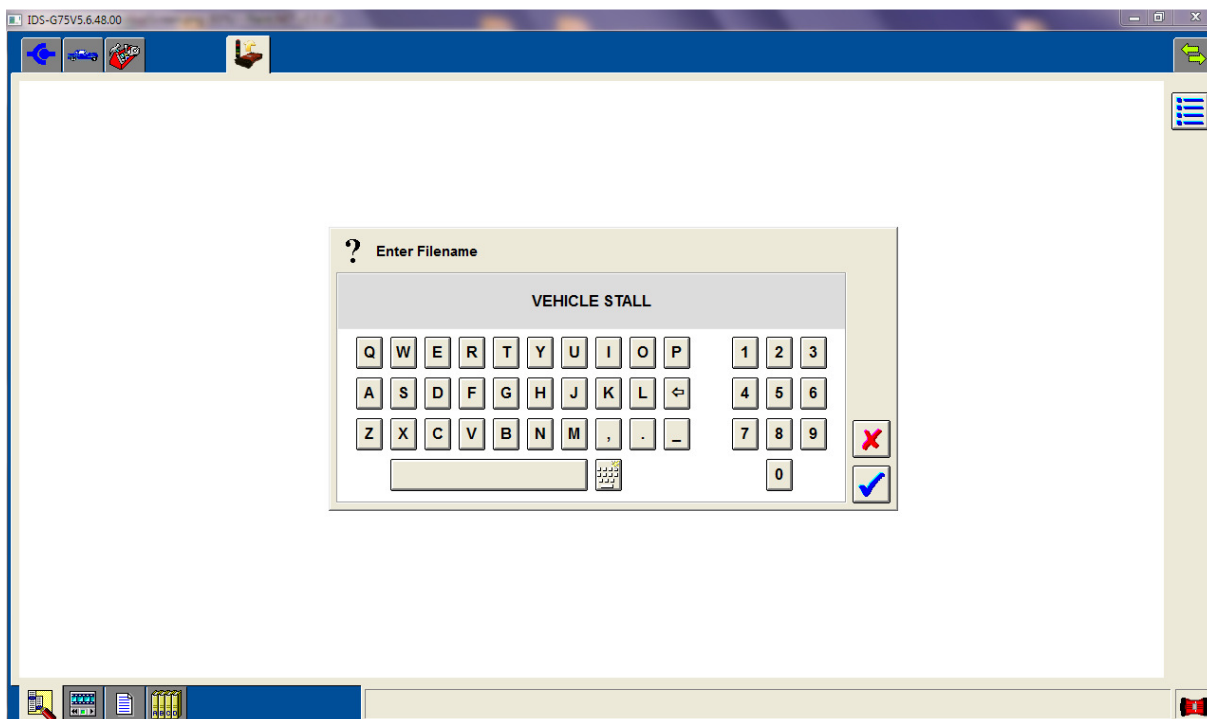 IDS-G75V5.6.48.00
? Enter Filename
VEHICLE STALL
Q W E R T Y U I O P 1 2 3
A S D F G H J K L 4 5 6
Z X C V B N M , . _ 7 8 9
0
A B C D